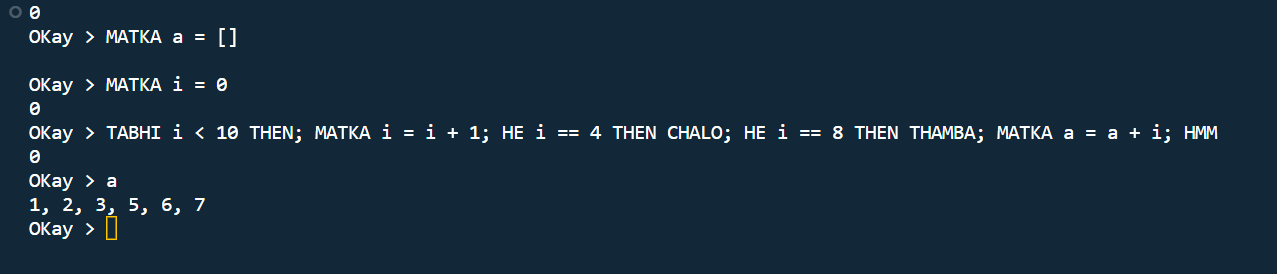 0
OKay > MATKA a = []
OKay > MATKA i = 0
0
OKay > TABHI i < 10 THEN; MATKA i = i + 1; HE i == 4 THEN CHALO; HE i == 8 THEN THAMBA; MATKA a = a + i; HMM
0
OKay > a
1, 2, 3, 5, 6, 7
OKay >